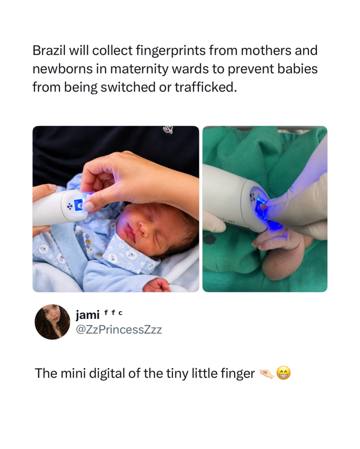 Brazil will collect fingerprints from mothers and
newborns in maternity wards to prevent babies
from being switched or trafficked.
jami ᶠ ᶠ ᶜ
@ZzPrincessZzz
The mini digital of the tiny little finger 🤏🏻😁